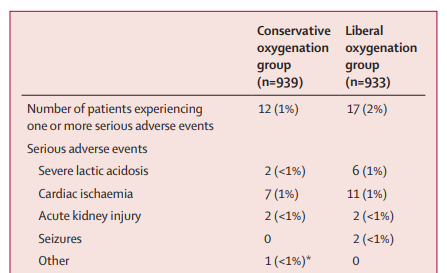 Conservative Liberal
oxygenation oxygenation
group group
(n=939) (n=933)
Number of patients experiencing 12 (1%) 17 (2%)
one or more serious adverse events
Serious adverse events
Severe lactic acidosis 2 (<1%) 6 (1%)
Cardiac ischaemia 7 (1%) 11 (1%)
Acute kidney injury 2 (<1%) 2 (<1%)
Seizures 0 2 (<1%)
Other 1 (<1%)* 0